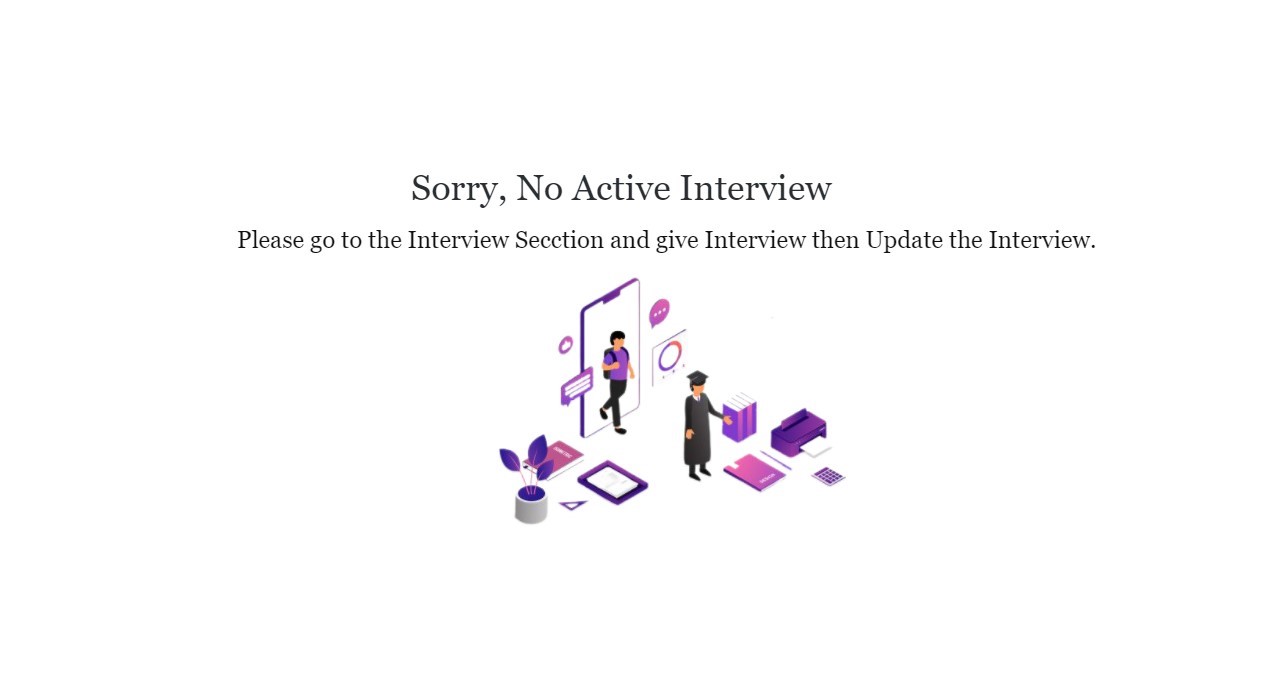 Sorry, No Active Interview
Please go to the Interview Secction and give Interview then Update the Interview.